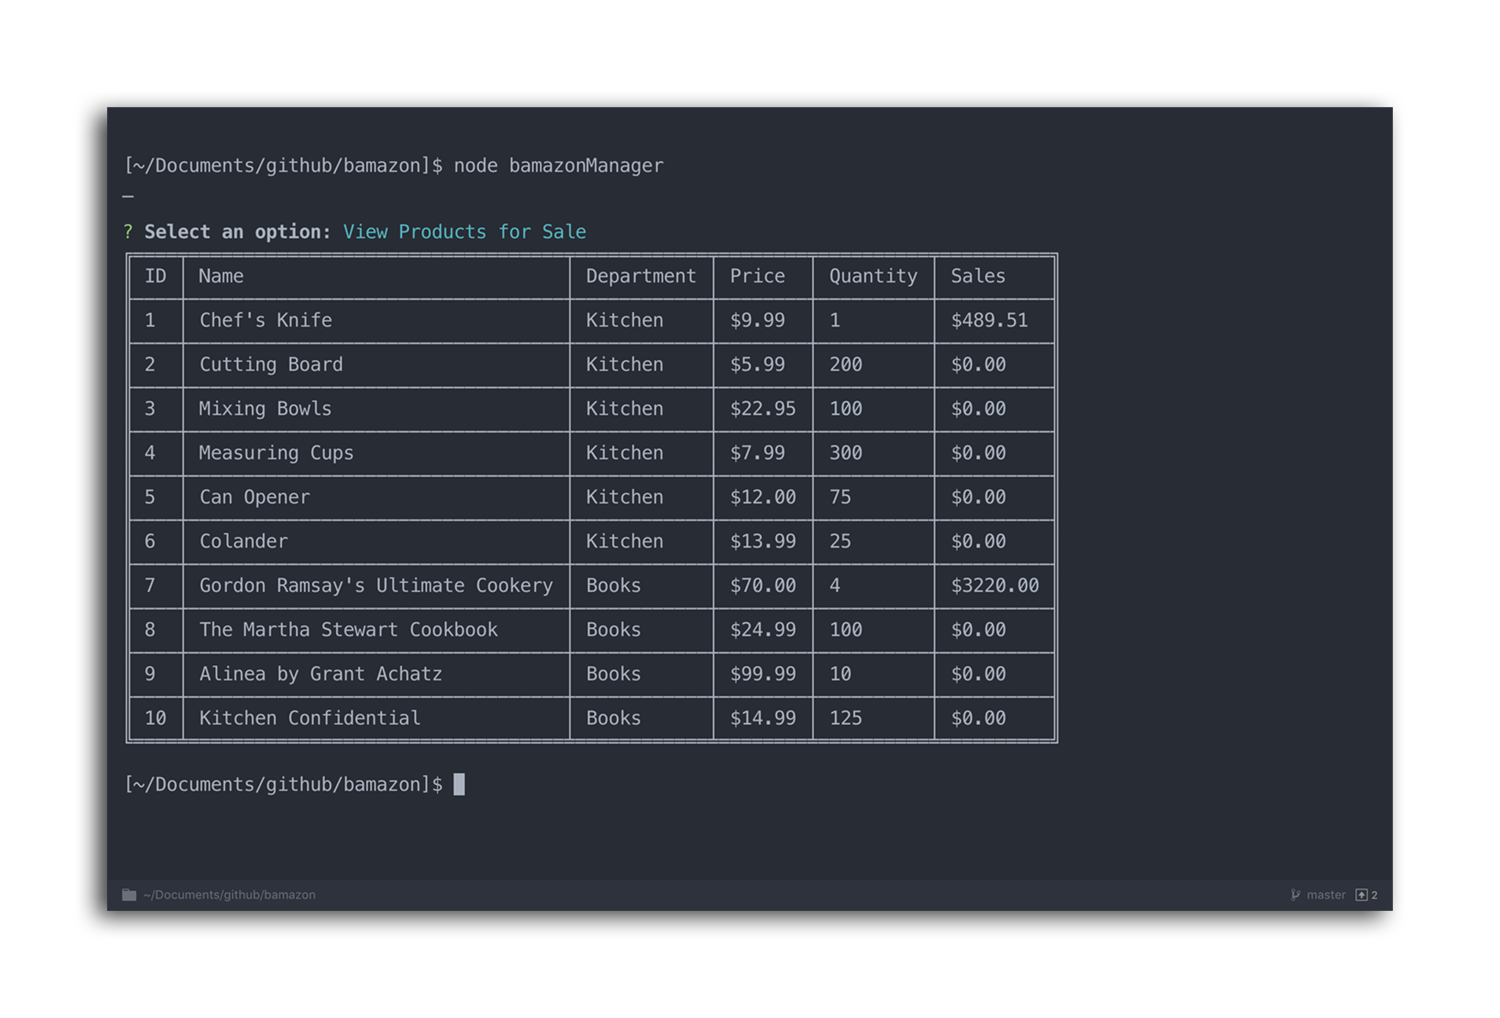 [~/Documents/github/bamazon]$ node bamazonManager
? Select an option: View Products for Sale
ID Name Department Price Quantity Sales
1 Chef's Knife Kitchen $9.99 1 $489.51
2 Cutting Board Kitchen $5.99 200 $0.00
3 Mixing Bowls Kitchen $22.95 100 $0.00
4 Measuring Cups Kitchen $7.99 300 $0.00
5 Can Opener Kitchen $12.00 75 $0.00
6 Colander Kitchen $13.99 25 $0.00
7 Gordon Ramsay's Ultimate Cookery Books $70.00 4 $3220.00
8 The Martha Stewart Cookbook Books $24.99 100 $0.00
9 Alinea by Grant Achatz Books $99.99 10 $0.00
10 Kitchen Confidential Books $14.99 125 $0.00
[~/Documents/github/bamazon]$
~/Documents/github/bamazon master 2